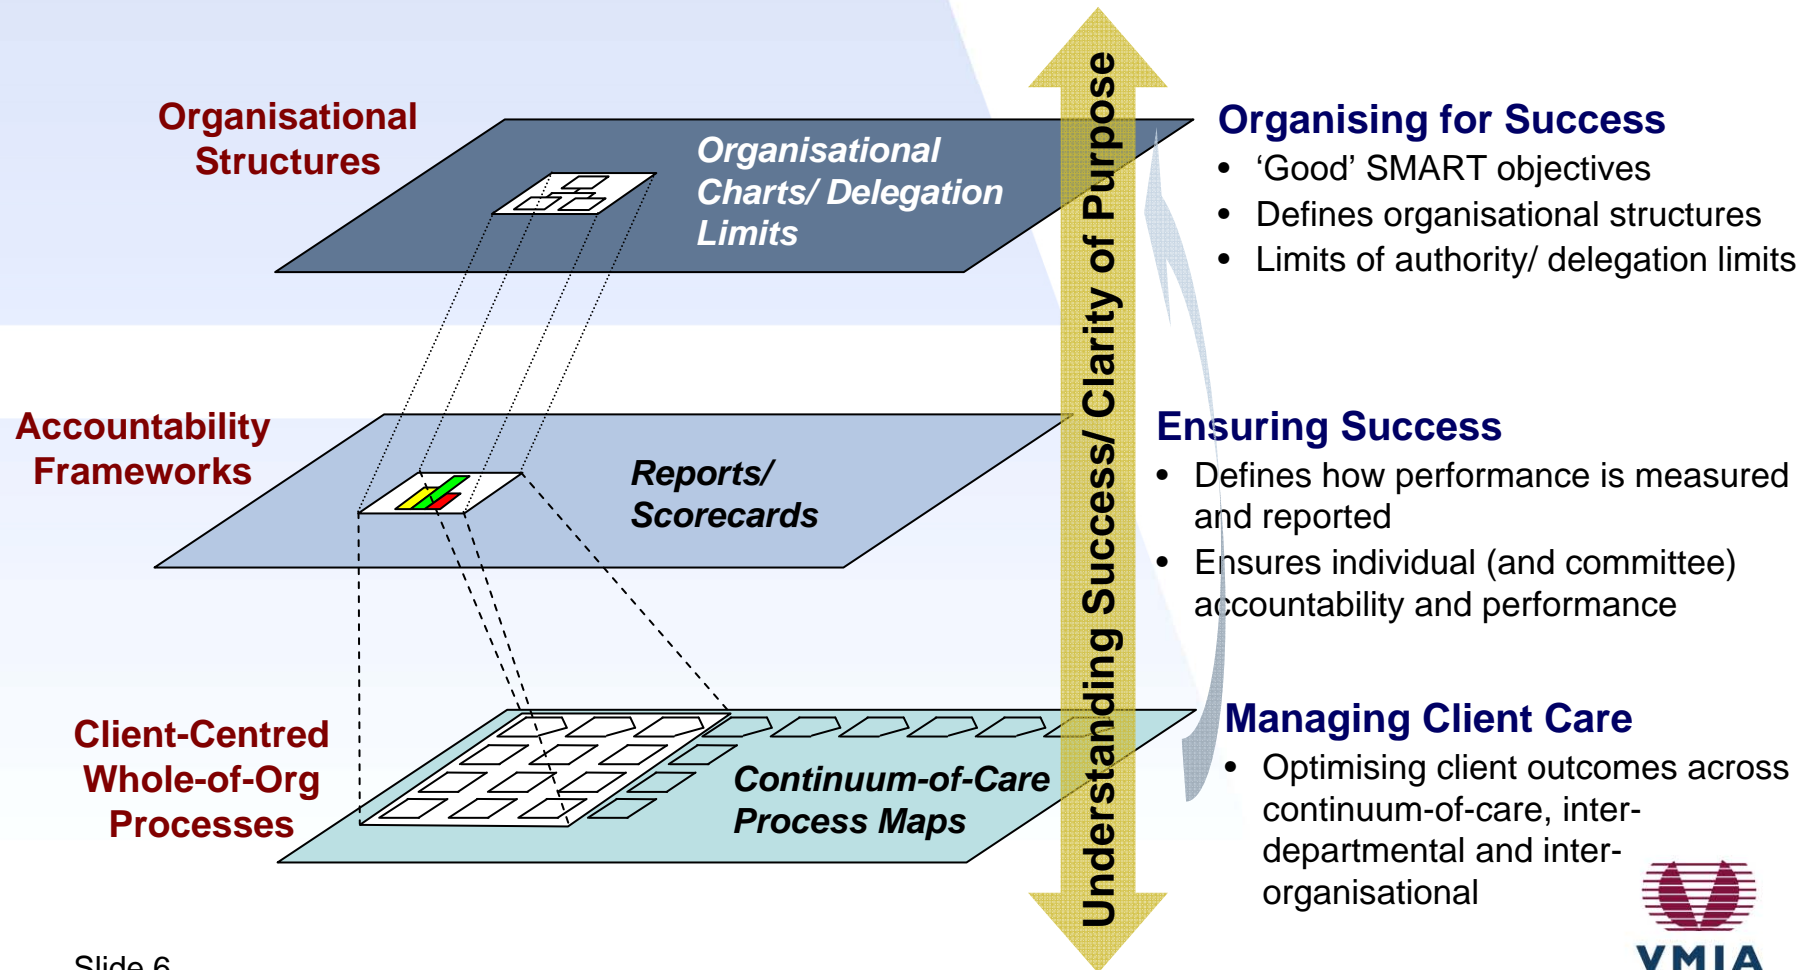 Organisational
Structures
Organisational
Charts/ Delegation
Limits
Organising for Success
• ‘Good’ SMART objectives
• Defines organisational structures
• Limits of authority/ delegation limits
Understanding Success/ Clarity of Purpose
Accountability
Frameworks
Reports/
Scorecards
Ensuring Success
• Defines how performance is measured
and reported
• Ensures individual (and committee)
accountability and performance
Client-Centred
Whole-of-Org
Processes
Continuum-of-Care
Process Maps
Managing Client Care
• Optimising client outcomes across
continuum-of-care, inter-
departmental and inter-
organisational
VMIA
Slide 6